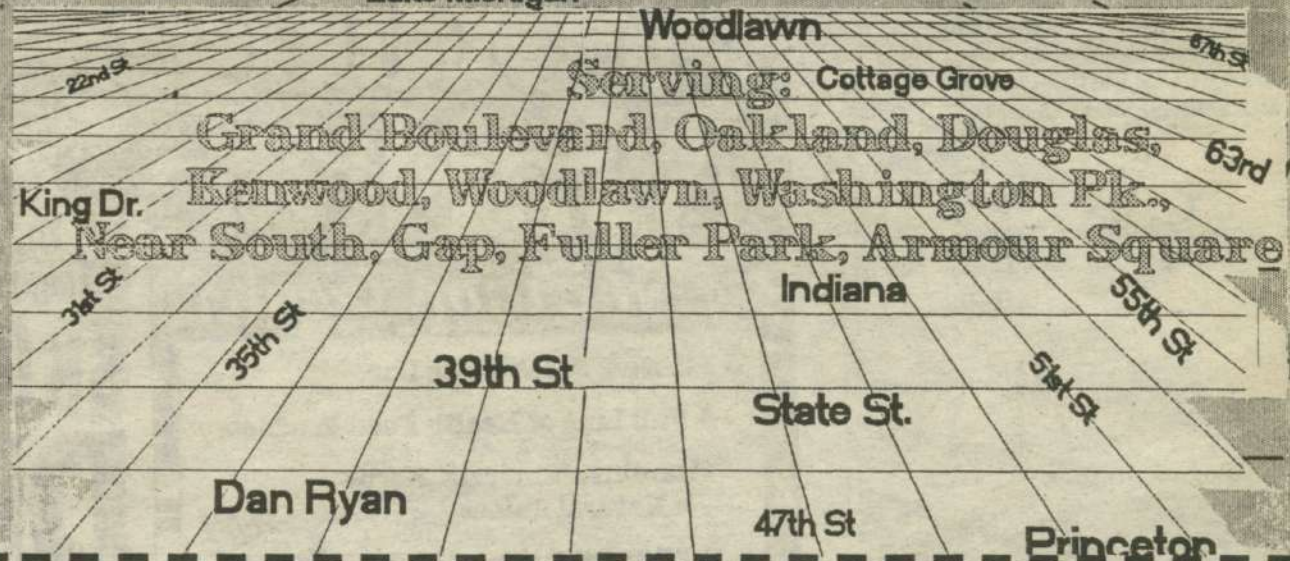 Lake Michigan
Woodlawn
67th St
22nd St
Serving: Cottage Grove
Grand Boulevard, Oakland, Douglas,
63rd
Kenwood, Woodlawn, Washington Pk.,
King Dr.
Near South, Gap, Fuller Park, Armour Square
31st St
Indiana
55th St
35th St
39th St
51st St
State St.
Dan Ryan
47th St
Princeton